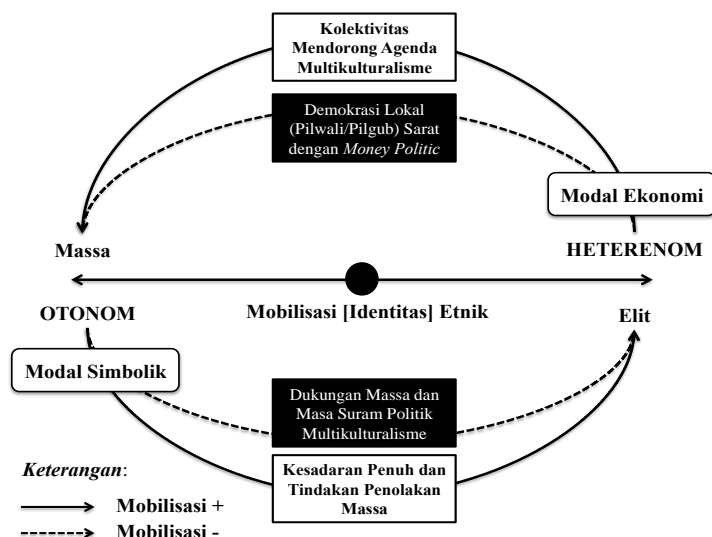 Kolektivitas
Mendorong Agenda
Multikulturalisme
Demokrasi Lokal
(Pilwali/Pilgub) Sarat
dengan Money Politic
Modal Ekonomi
Massa
HETERENOM
Mobilisasi [Identitas] Etnik
OTONOM
Elit
Modal Simbolik
Dukungan Massa dan
Masa Suram Politik
Multikulturalisme
Kesadaran Penuh dan
Tindakan Penolakan
Massa
Keterangan:
Mobilisasi +
Mobilisasi -